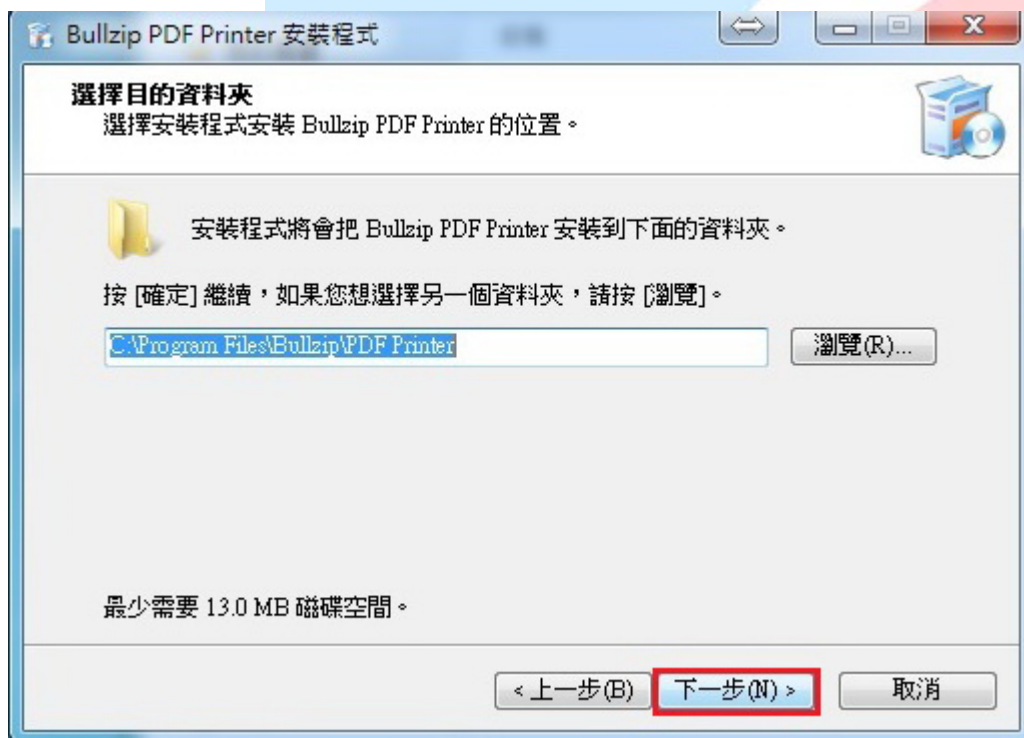 Bullzip PDF Printer 安裝程式
選擇目的資料夾
選擇安裝程式安裝 Bullzip PDF Printer 的位置。
安裝程式將會把 Bullzip PDF Printer 安裝到下面的資料夾。
按 [確定] 繼續，如果您想選擇另一個資料夾，請按 [瀏覽]。
C:\Program Files\Bullzip\PDF Printer
瀏覽(R)...
最少需要 13.0 MB 磁碟空間。
<上一步(B) 下一步(N) > 取消